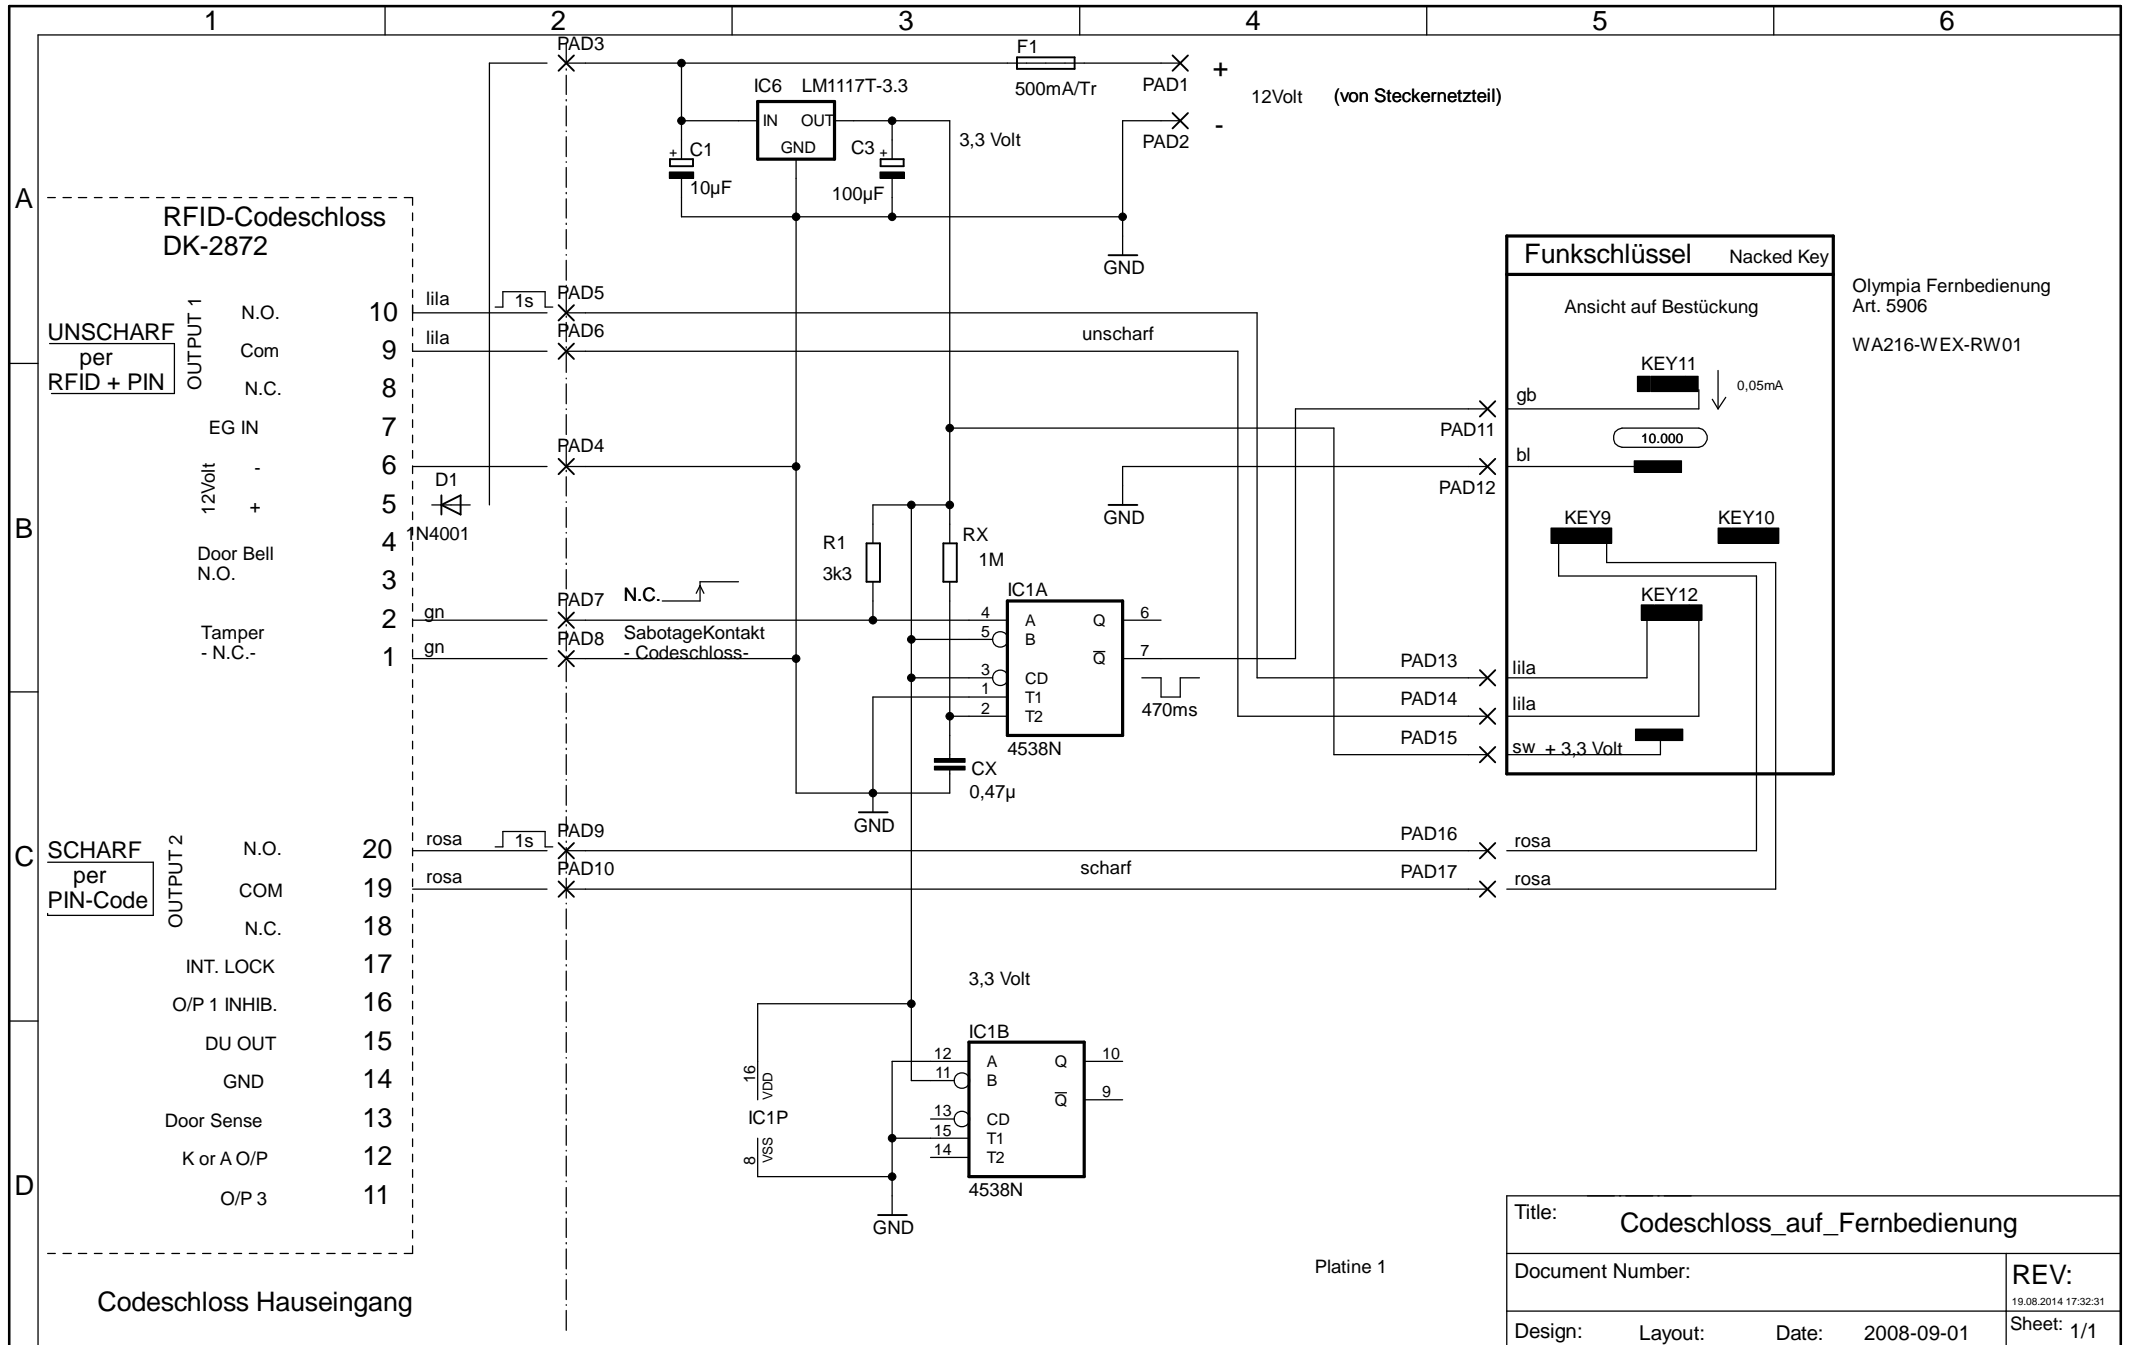 1 2 3 4 5 6
A
B
C
D
PAD3
F1
500mA/Tr
PAD1
+
12Volt (von Steckernetzteil)
PAD2
-
IC6 LM1117T-3.3
IN OUT
GND
+ C1
10µF
C3 +
100µF
3,3 Volt
GND
RFID-Codeschloss
DK-2872
UNSCHARF
per
RFID + PIN
OUTPUT 1
N.O. 10
Com 9
N.C. 8
EG IN 7
12Volt
- 6
+ 5
4
Door Bell
N.O.
3
2
Tamper
- N.C.-
1
lila
1s
PAD5
lila
PAD6
unscharf
PAD4
D1
1N4001
gn
PAD7
N.C.
gn
PAD8
SabotageKontakt
- Codeschloss-
R1
3k3
RX
1M
IC1A
4 A Q 6
5 B
Q 7
3 CD
1 T1
2 T2
4538N
470ms
CX
0,47µ
GND
GND
Funkschlüssel Nacked Key
Ansicht auf Bestückung
Olympia Fernbedienung
Art. 5906
WA216-WEX-RW01
KEY11
0,05mA
gb
PAD11
10.000
bl
PAD12
KEY9 KEY10
KEY12
PAD13 lila
PAD14 lila
PAD15 sw + 3,3 Volt
SCHARF
per
PIN-Code
OUTPUT 2
N.O. 20
COM 19
N.C. 18
INT. LOCK 17
O/P 1 INHIB. 16
DU OUT 15
GND 14
Door Sense 13
K or A O/P 12
O/P 3 11
rosa
1s
PAD9
rosa
PAD10
scharf
PAD16 rosa
PAD17 rosa
3,3 Volt
16 VDD
IC1P
8 VSS
IC1B
12 A Q 10
11 B
Q 9
13 CD
15 T1
14 T2
4538N
GND
Codeschloss Hauseingang
Platine 1
Title: Codeschloss_auf_Fernbedienung
Document Number:
REV:
19.08.2014 17:32:31
Design: Layout: Date: 2008-09-01
Sheet: 1/1